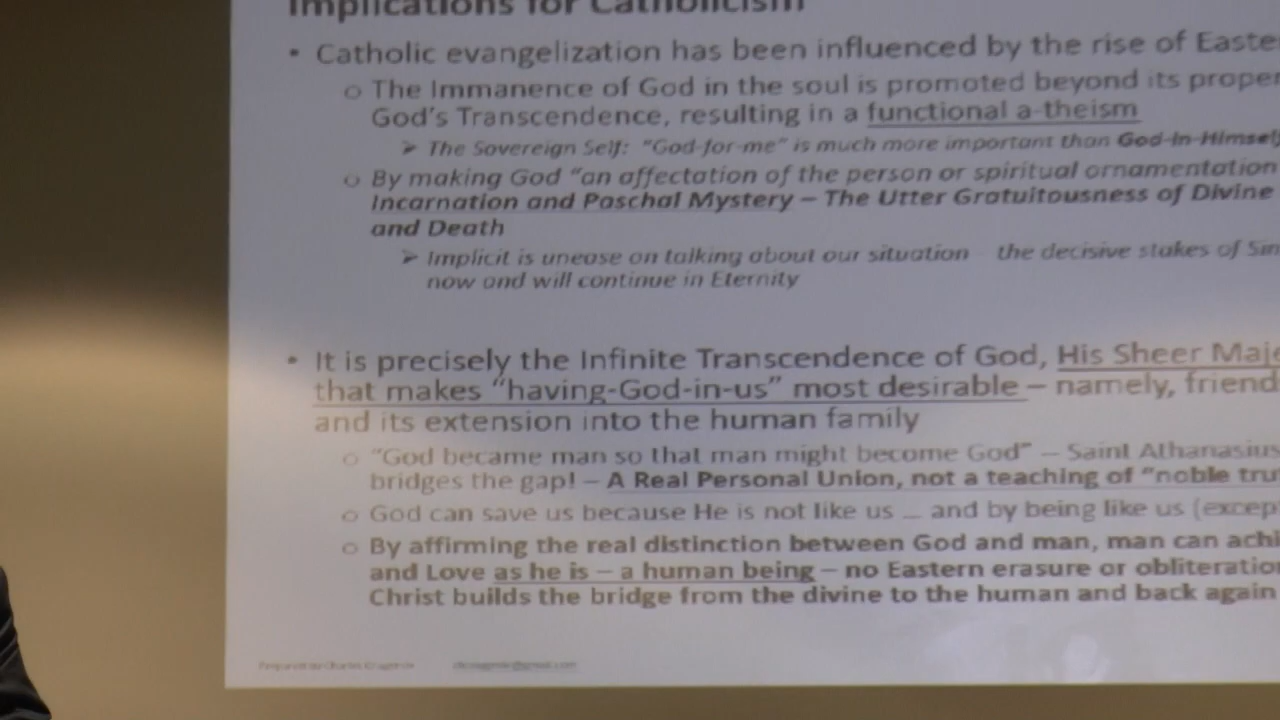 Implications for Catholicism
• Catholic evangelization has been influenced by the rise of Easte
o The Immanence of God in the soul is promoted beyond its proper
God's Transcendence, resulting in a functional a-theism
➢ The Sovereign Self: "God-for-me" is much more important than God-in-Himsel
o By making God "an affectation of the person or spiritual ornamentation
Incarnation and Paschal Mystery – The Utter Gratuitousness of Divine
and Death
➢ Implicit is unease on talking about our situation the decisive stakes of Sin
now and will continue in Eternity
• It is precisely the Infinite Transcendence of God, His Sheer Maje
that makes "having-God-in-us" most desirable – namely, friend
and its extension into the human family
o "God became man so that man might become God" – Saint Athanasius
bridges the gap! – A Real Personal Union, not a teaching of "noble tru
o God can save us because He is not like us … and by being like us (excep
o By affirming the real distinction between God and man, man can achi
and Love as he is – a human being – no Eastern erasure or obliteratio
Christ builds the bridge from the divine to the human and back again